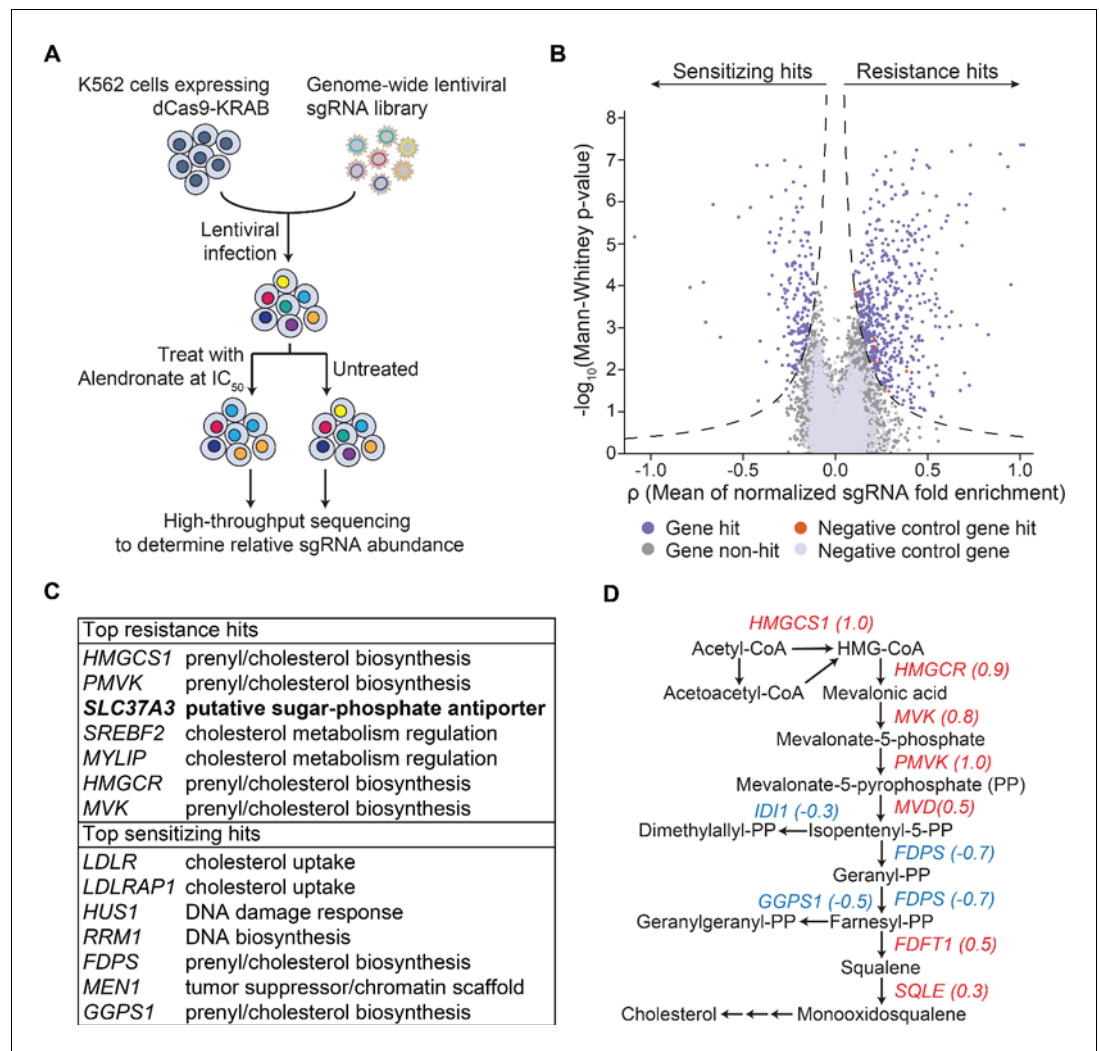 A
K562 cells expressing
dCas9-KRAB
Genome-wide lentiviral
sgRNA library
Lentiviral
infection
Treat with
Alendronate at IC50
Untreated
High-throughput sequencing
to determine relative sgRNA abundance
B
Sensitizing hits
Resistance hits
-log10(Mann-Whitney p-value)
8
7
6
5
4
3
2
1
0
-1.0
-0.5
0.0
0.5
1.0
ρ (Mean of normalized sgRNA fold enrichment)
Gene hit
Negative control gene hit
Gene non-hit
Negative control gene
C
Top resistance hits
HMGCS1 prenyl/cholesterol biosynthesis
PMVK prenyl/cholesterol biosynthesis
SLC37A3 putative sugar-phosphate antiporter
SREBF2 cholesterol metabolism regulation
MYLIP cholesterol metabolism regulation
HMGCR prenyl/cholesterol biosynthesis
MVK prenyl/cholesterol biosynthesis
Top sensitizing hits
LDLR cholesterol uptake
LDLRAP1 cholesterol uptake
HUS1 DNA damage response
RRM1 DNA biosynthesis
FDPS prenyl/cholesterol biosynthesis
MEN1 tumor suppressor/chromatin scaffold
GGPS1 prenyl/cholesterol biosynthesis
D
HMGCS1 (1.0)
Acetyl-CoA
HMG-CoA
HMGCR (0.9)
Acetoacetyl-CoA
Mevalonic acid
MVK (0.8)
Mevalonate-5-phosphate
PMVK (1.0)
Mevalonate-5-pyrophosphate (PP)
IDI1 (-0.3)
MVD(0.5)
Dimethylallyl-PP
Isopentenyl-5-PP
FDPS (-0.7)
Geranyl-PP
GGPS1 (-0.5)
FDPS (-0.7)
Geranylgeranyl-PP
Farnesyl-PP
FDFT1 (0.5)
Squalene
SQLE (0.3)
Cholesterol
Monooxidosqualene